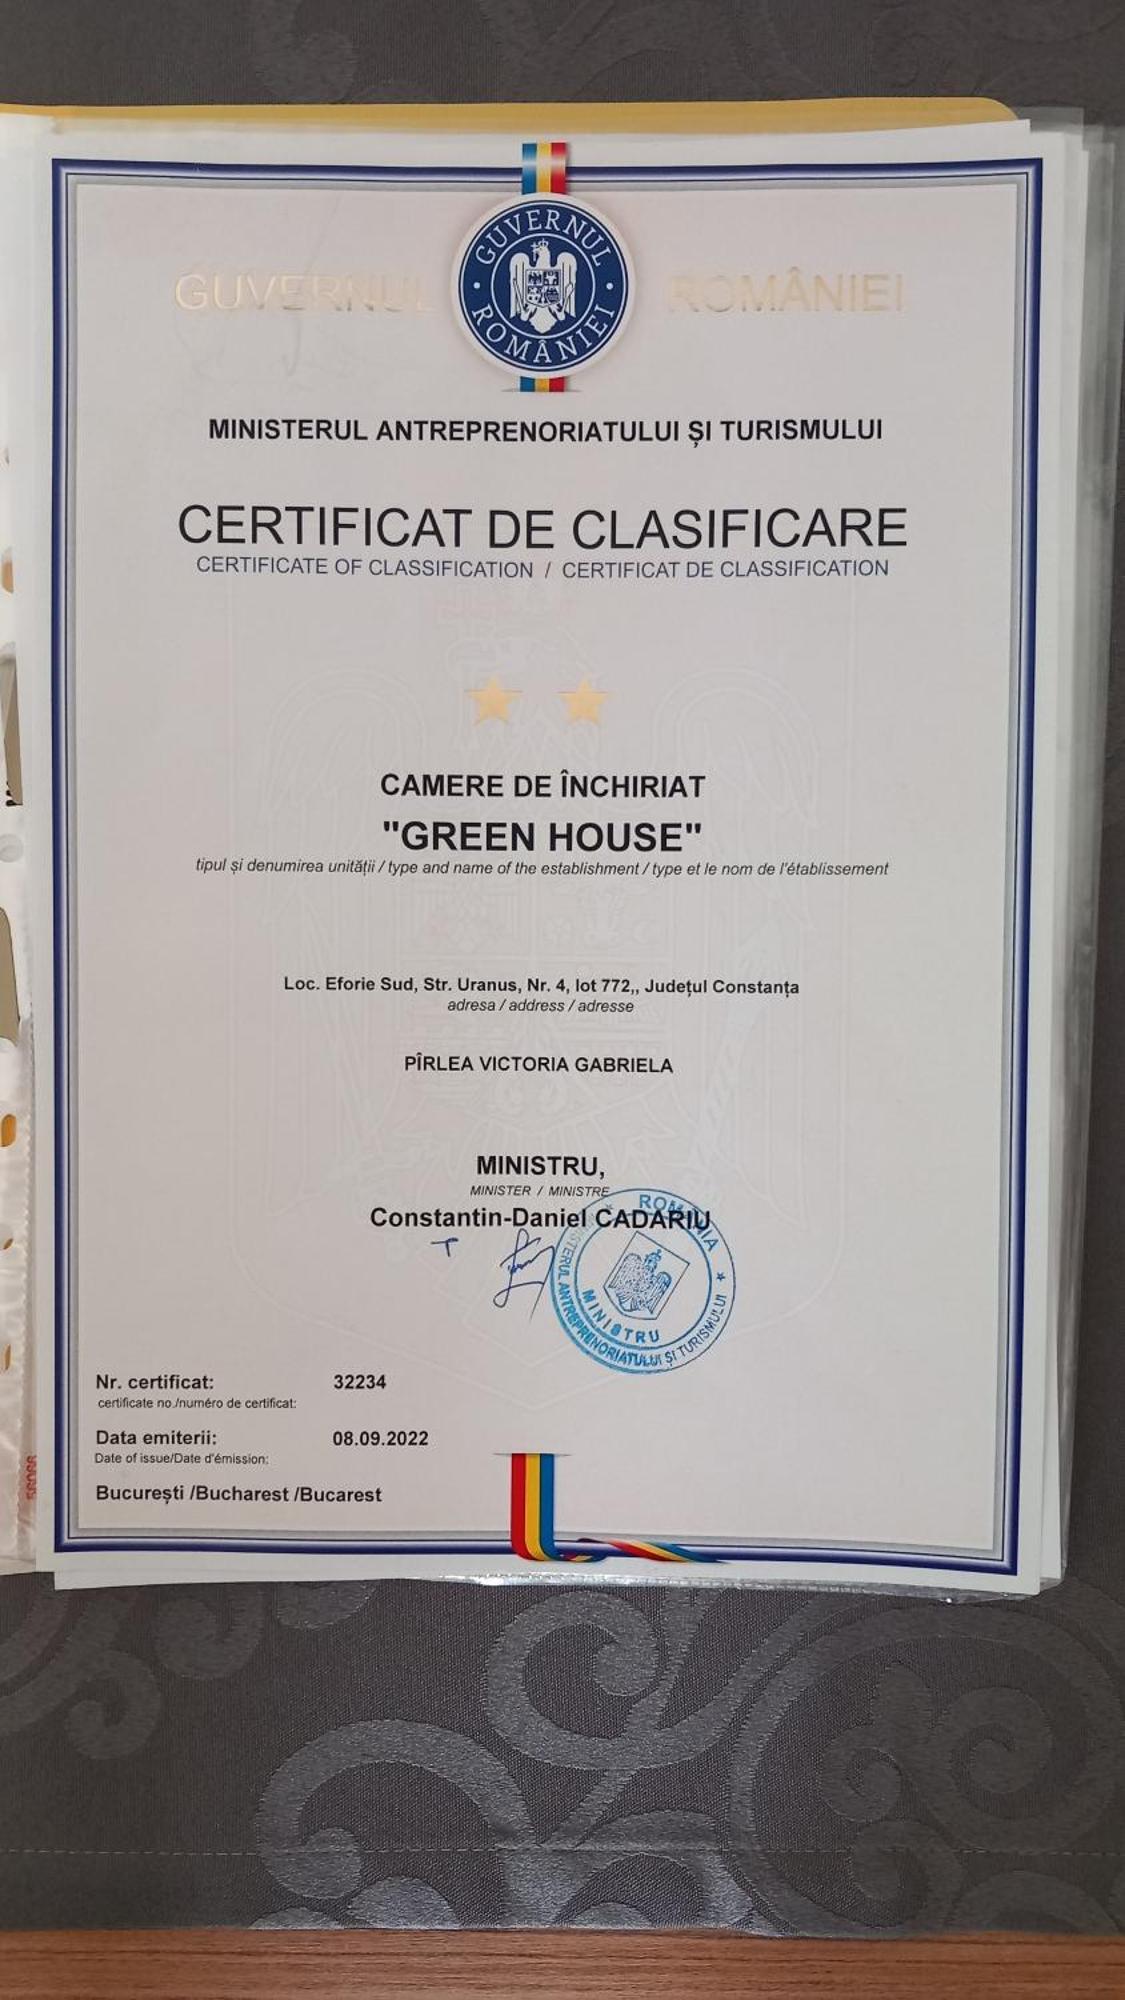 GUVERNUL ROMÂNIEI
GUVERNUL ROMÂNIEI
MINISTERUL ANTREPRENORIATULUI ȘI TURISMULUI
CERTIFICAT DE CLASIFICARE
CERTIFICATE OF CLASSIFICATION / CERTIFICAT DE CLASSIFICATION
CAMERE DE ÎNCHIRIAT
"GREEN HOUSE"
tipul și denumirea unității / type and name of the establishment / type et le nom de l'établissement
Loc. Eforie Sud, Str. Uranus, Nr. 4, lot 772,, Județul Constanța
adresa / address / adresse
PÎRLEA VICTORIA GABRIELA
MINISTRU,
MINISTER / MINISTRE
Constantin-Daniel CADARIU
ROMÂNIA
MINISTERUL ANTREPRENORIATULUI ȘI TURISMULUI
MINISTRU
Nr. certificat: 32234
certificate no./numéro de certificat:
Data emiterii: 08.09.2022
Date of issue/Date d'émission:
București /Bucharest /Bucarest